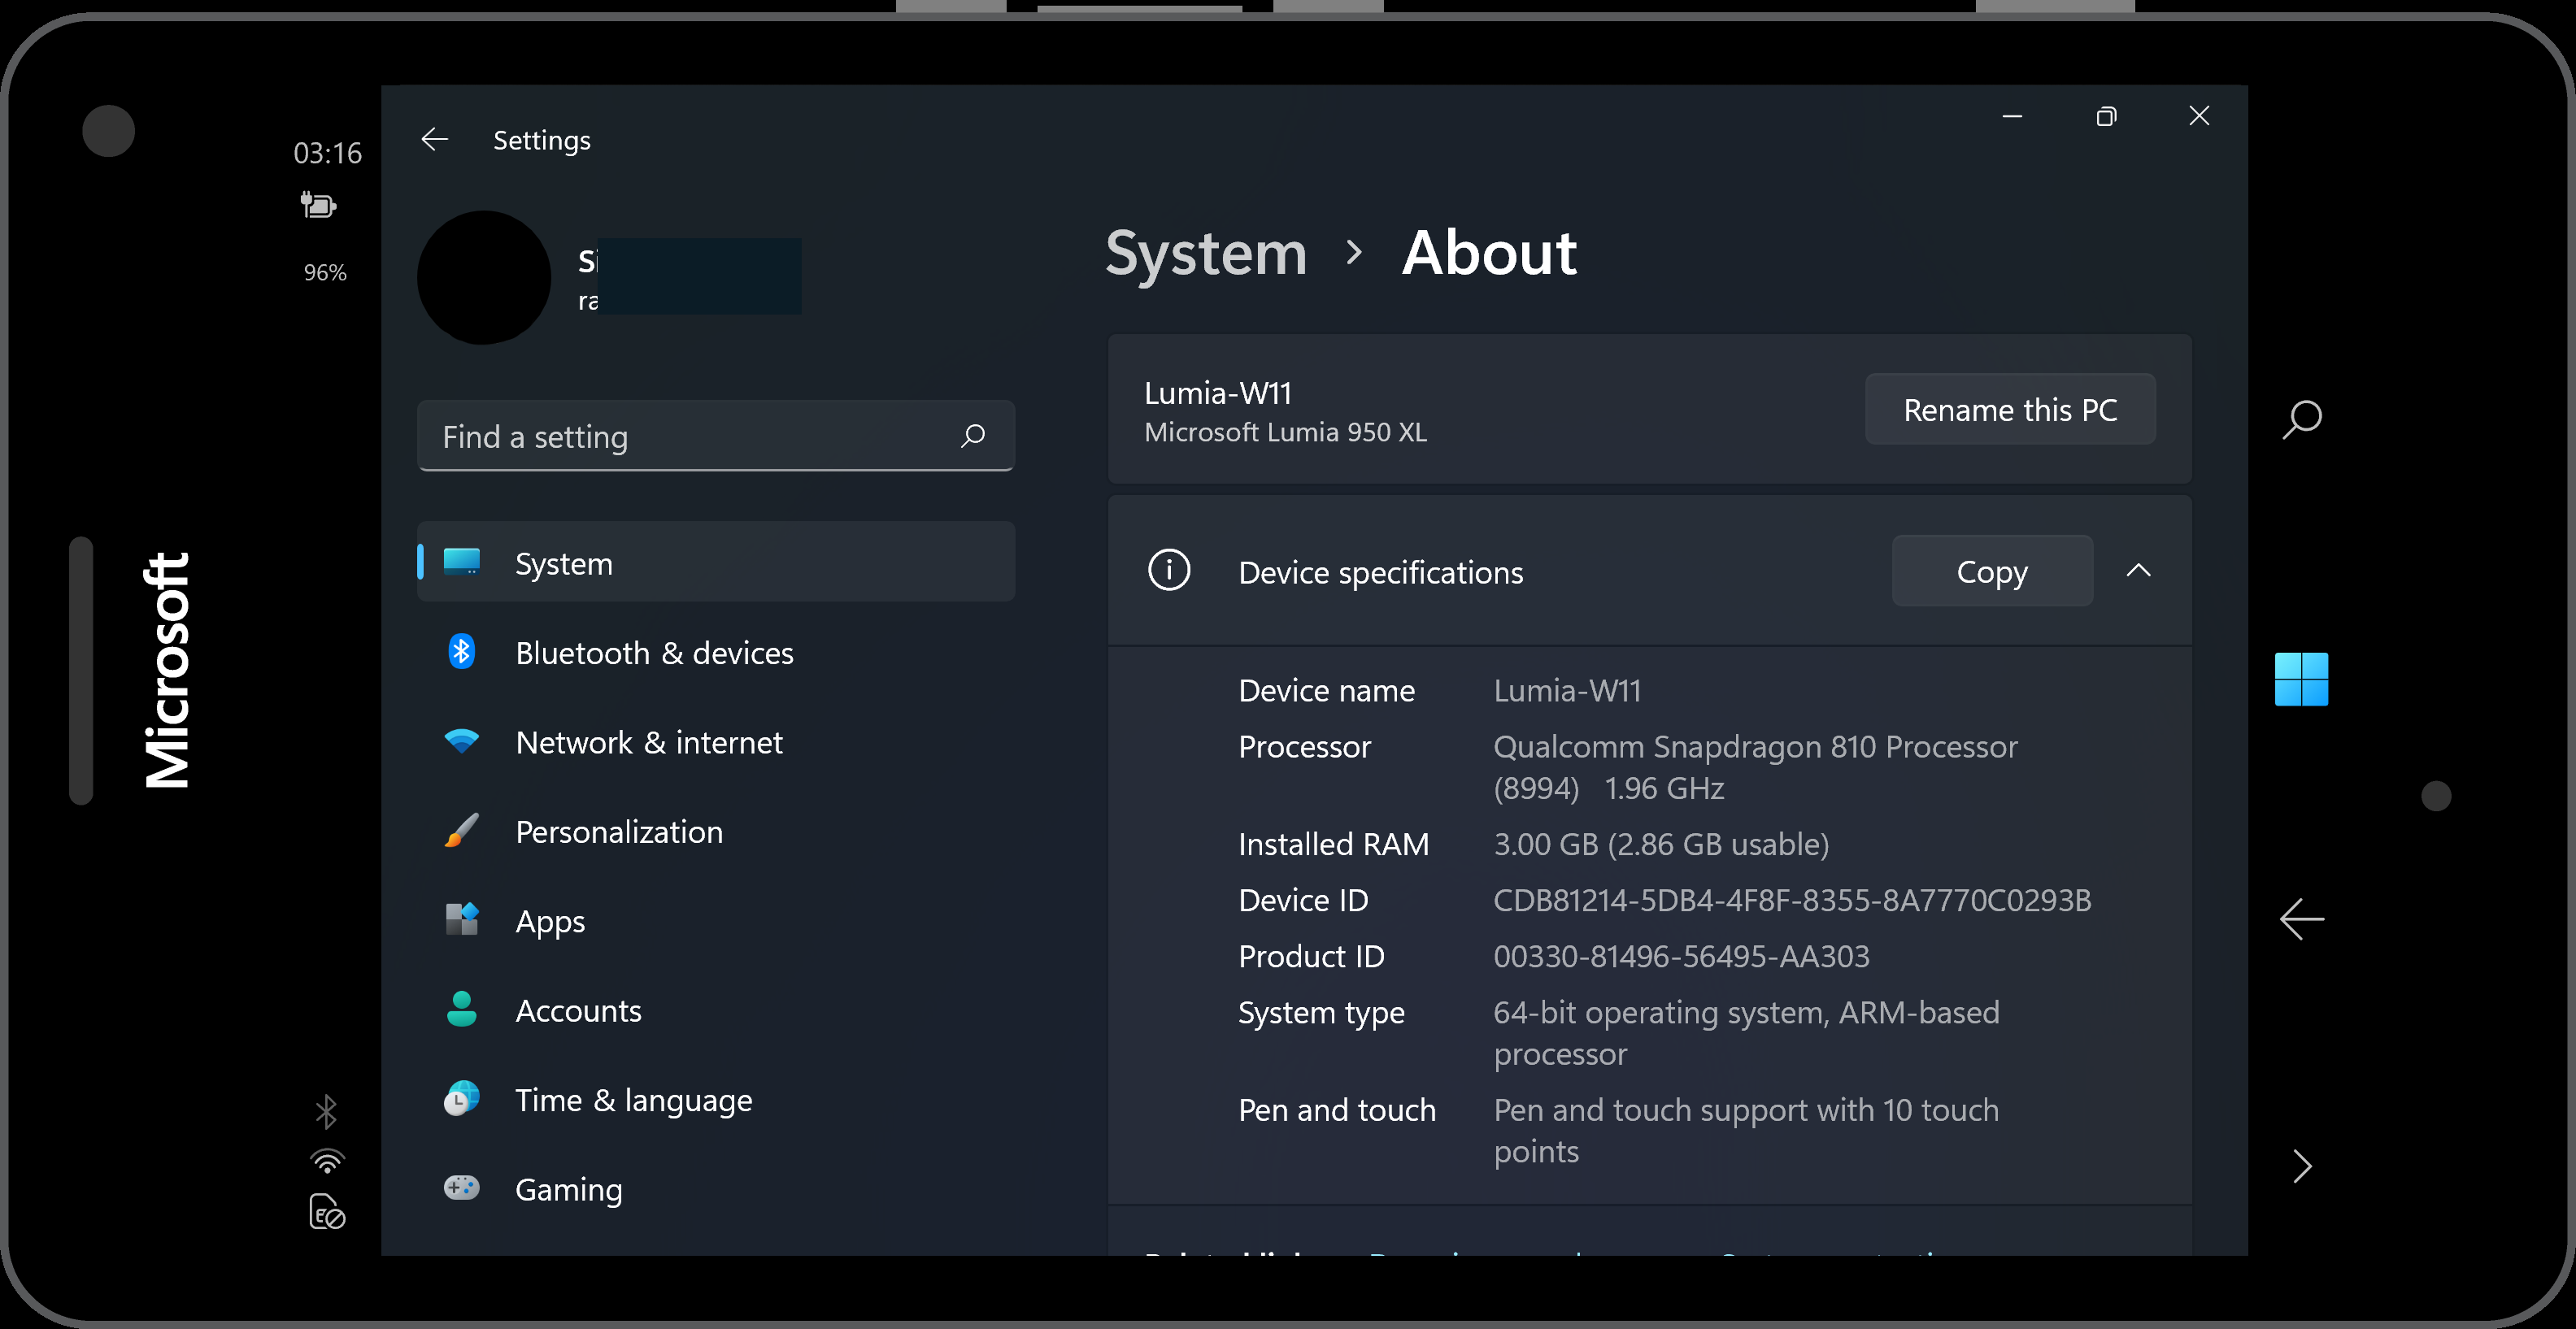 Microsoft
03:16
96%
Settings
Find a setting
System
Bluetooth & devices
Network & internet
Personalization
Apps
Accounts
Time & language
Gaming
System > About
Lumia-W11
Microsoft Lumia 950 XL
Rename this PC
Device specifications
Copy
Device name Lumia-W11
Processor Qualcomm Snapdragon 810 Processor
(8994) 1.96 GHz
Installed RAM 3.00 GB (2.86 GB usable)
Device ID CDB81214-5DB4-4F8F-8355-8A7770C0293B
Product ID 00330-81496-56495-AA303
System type 64-bit operating system, ARM-based
processor
Pen and touch Pen and touch support with 10 touch
points